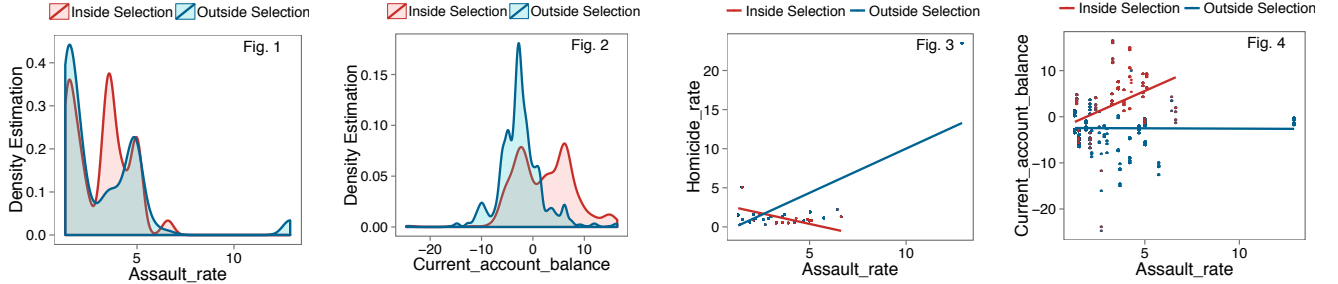 Inside Selection Outside Selection
Fig. 1
Density Estimation
0.4
0.3
0.2
0.1
0.0
5 10
Assault_rate
Inside Selection Outside Selection
Fig. 2
Density Estimation
0.15
0.10
0.05
0.00
−20 −10 0 10
Current_account_balance
Inside Selection Outside Selection
Fig. 3
Homicide_rate
20
15
10
5
0
5 10
Assault_rate
Inside Selection Outside Selection
Fig. 4
Current_account_balance
10
0
−10
−20
5 10
Assault_rate